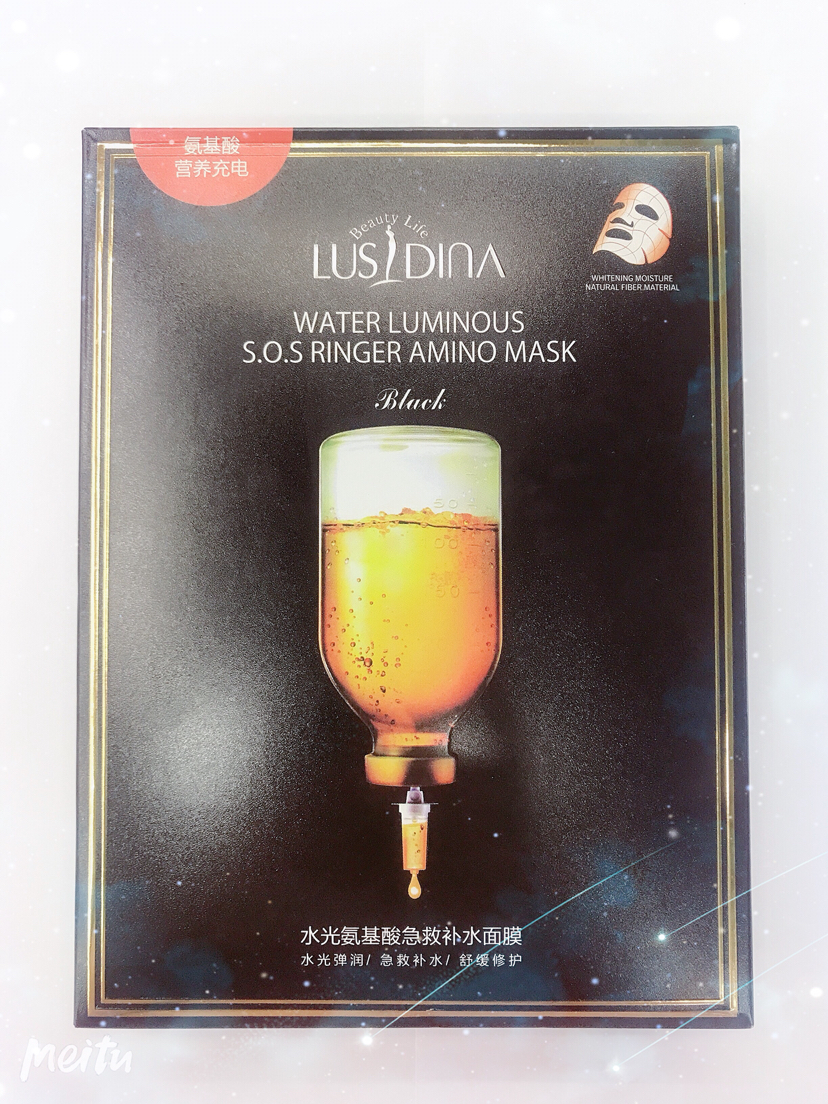 氨基酸
营养充电
Beauty Life
LUSIDINA
WHITENING MOISTURE
NATURAL FIBER.MATERIAL
WATER LUMINOUS
S.O.S RINGER AMINO MASK
Black
水光氨基酸急救补水面膜
水光弹润/ 急救补水/ 舒缓修护
meitu